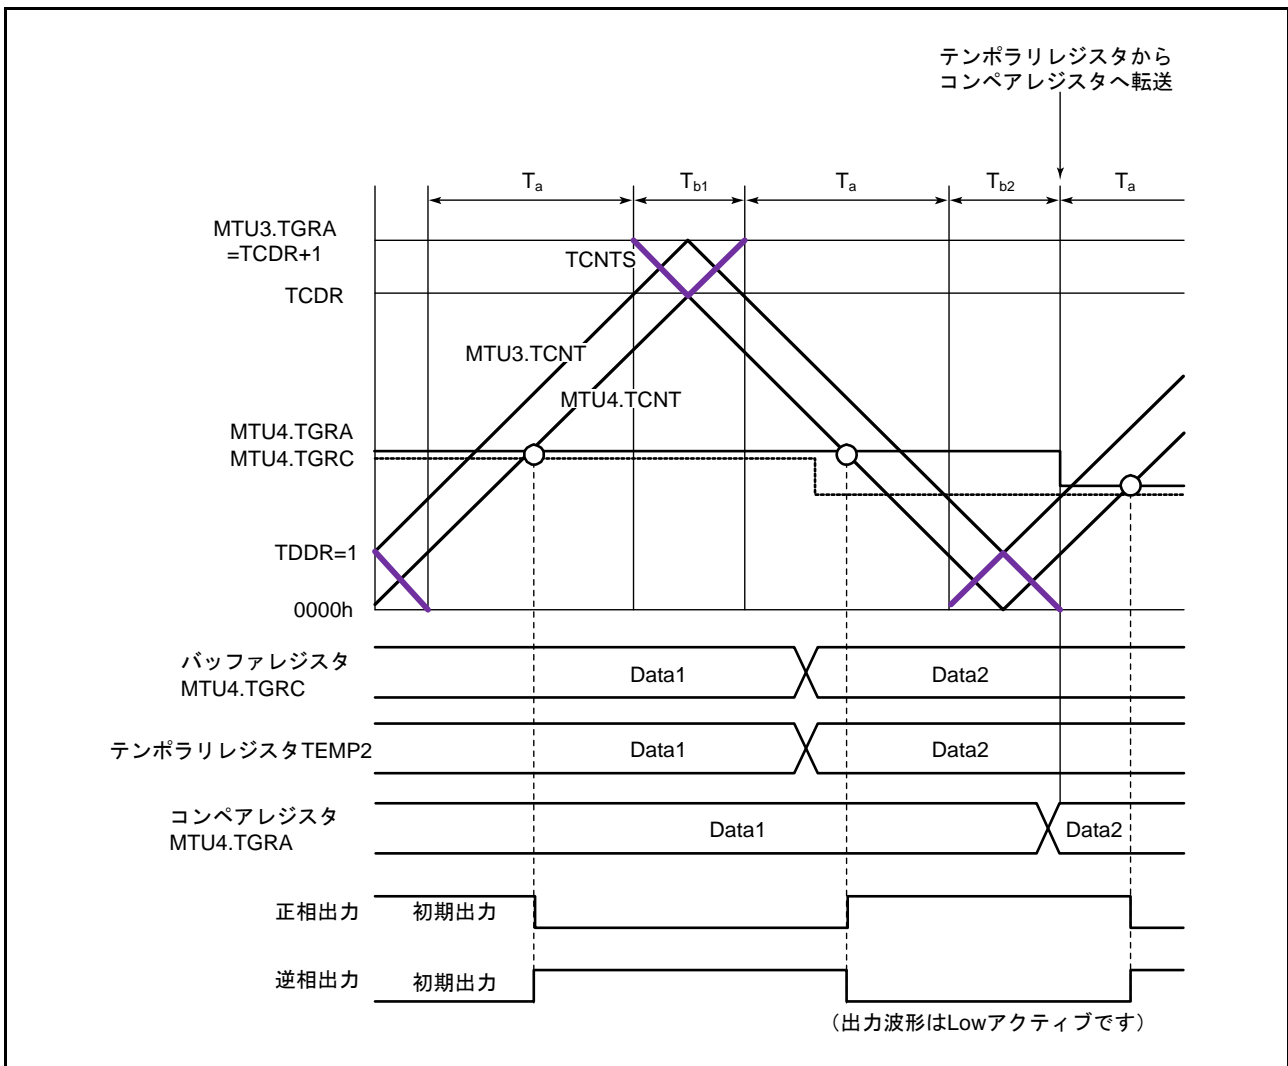 テンポラリレジスタから
コンペアレジスタへ転送
Ta
Tb1
Ta
Tb2
Ta
MTU3.TGRA
=TCDR+1
TCNTS
TCDR
MTU3.TCNT
MTU4.TCNT
MTU4.TGRA
MTU4.TGRC
TDDR=1
0000h
バッファレジスタ
MTU4.TGRC
Data1
Data2
テンポラリレジスタTEMP2
Data1
Data2
コンペアレジスタ
MTU4.TGRA
Data1
Data2
正相出力
初期出力
逆相出力
初期出力
（出力波形はLowアクティブです）